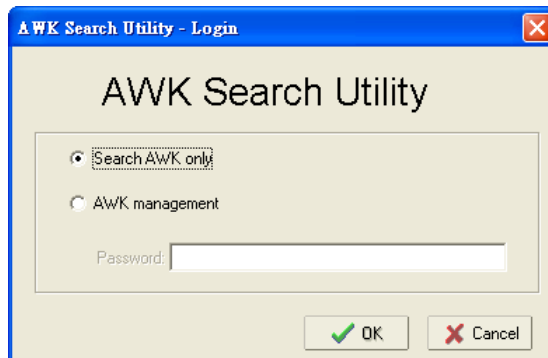 AWK Search Utility - Login
AWK Search Utility
Search AWK only
AWK management
Password:
OK Cancel